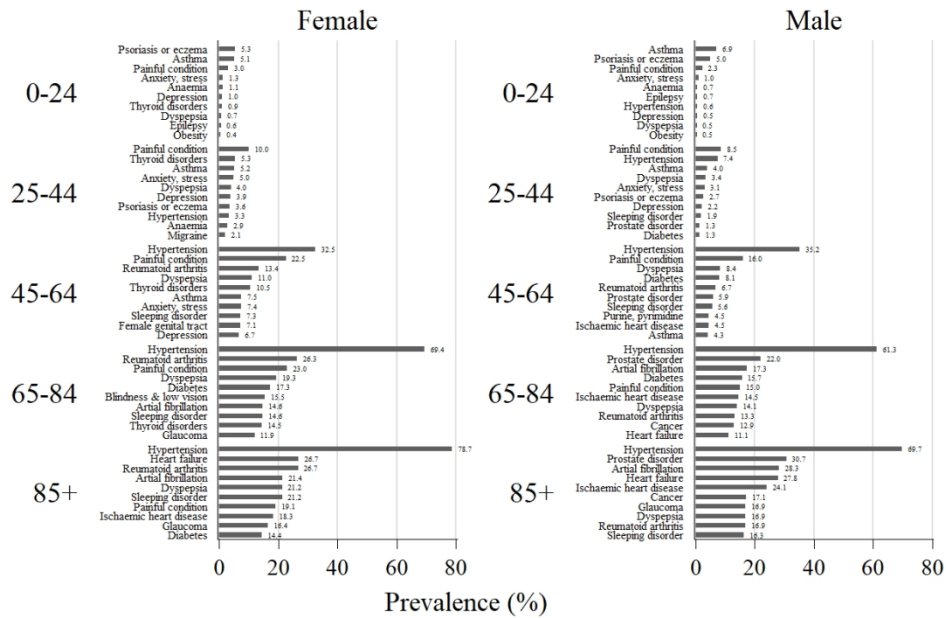 Female Male
0-24
Psoriasis or eczema 5.3
Asthma 5.1
Painful condition 3.0
Anxiety, stress 1.3
Anaemia 1.1
Depression 1.0
Thyroid disorders 0.9
Dyspepsia 0.7
Epilepsy 0.6
Obesity 0.4
0-24
Asthma 6.9
Psoriasis or eczema 5.0
Painful condition 2.3
Anxiety, stress 1.0
Anaemia 0.7
Epilepsy 0.7
Hypertension 0.6
Depression 0.5
Dyspepsia 0.5
Obesity 0.5
25-44
Painful condition 10.0
Thyroid disorders 5.3
Asthma 5.2
Anxiety, stress 5.0
Dyspepsia 4.0
Depression 3.9
Psoriasis or eczema 3.6
Hypertension 3.3
Anaemia 2.9
Migraine 2.1
25-44
Painful condition 8.5
Hypertension 7.4
Asthma 4.0
Dyspepsia 3.4
Anxiety, stress 3.1
Psoriasis or eczema 2.7
Depression 2.2
Sleeping disorder 1.9
Prostate disorder 1.3
Diabetes 1.3
45-64
Hypertension 32.5
Painful condition 22.5
Reumatoid arthritis 13.4
Dyspepsia 11.0
Thyroid disorders 10.5
Asthma 7.5
Anxiety, stress 7.4
Sleeping disorder 7.3
Female genital tract 7.1
Depression 6.7
45-64
Hypertension 35.2
Painful condition 16.0
Dyspepsia 8.4
Diabetes 8.1
Reumatoid arthritis 6.7
Prostate disorder 5.9
Sleeping disorder 5.6
Purine, pyrimidine 4.5
Ischaemic heart disease 4.5
Asthma 4.3
65-84
Hypertension 69.4
Reumatoid arthritis 26.3
Painful condition 23.0
Dyspepsia 19.3
Diabetes 17.3
Blindness & low vision 15.5
Artial fibrillation 14.6
Sleeping disorder 14.6
Thyroid disorders 14.5
Glaucoma 11.9
65-84
Hypertension 61.3
Prostate disorder 22.0
Artial fibrillation 17.3
Diabetes 15.7
Painful condition 15.0
Ischaemic heart disease 14.5
Dyspepsia 14.1
Reumatoid arthritis 13.3
Cancer 12.9
Heart failure 11.1
85+
Hypertension 78.7
Heart failure 26.7
Reumatoid arthritis 26.7
Artial fibrillation 21.4
Dyspepsia 21.2
Sleeping disorder 21.2
Painful condition 19.1
Ischaemic heart disease 18.3
Glaucoma 16.4
Diabetes 14.4
85+
Hypertension 69.7
Prostate disorder 30.7
Artial fibrillation 28.3
Heart failure 27.8
Ischaemic heart disease 24.1
Cancer 17.1
Glaucoma 16.9
Dyspepsia 16.9
Reumatoid arthritis 16.9
Sleeping disorder 16.3
0 20 40 60 80 0 20 40 60 80
Prevalence (%)